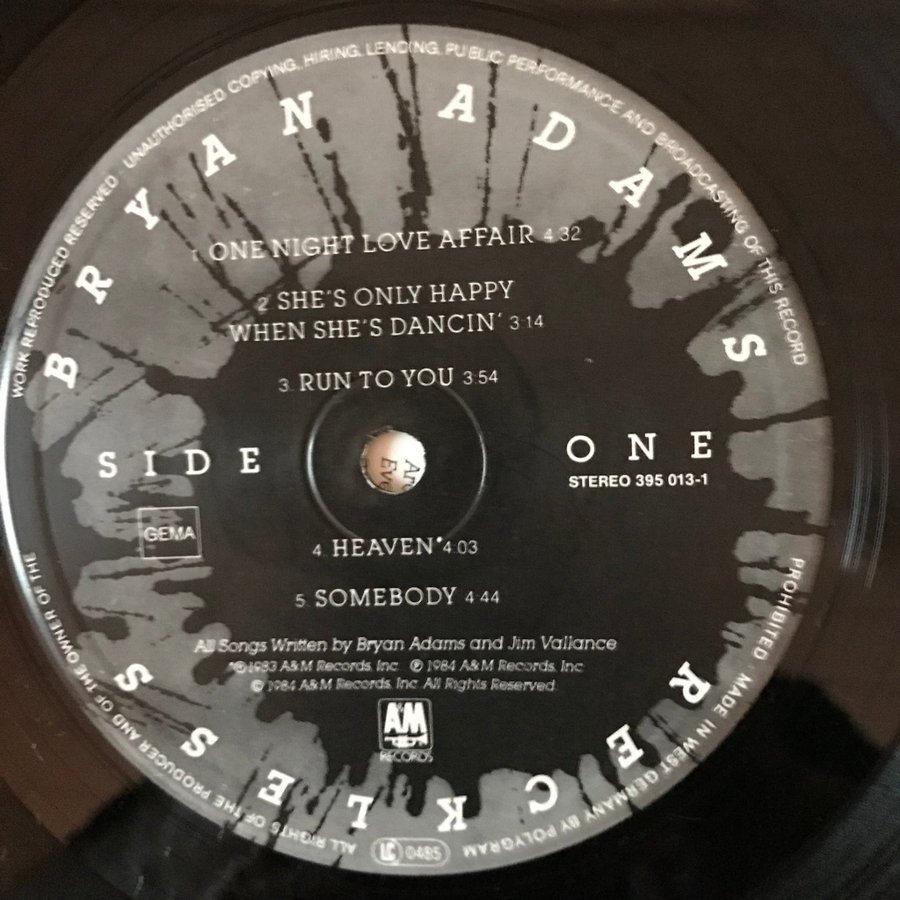 BRYAN ADAMS
1. ONE NIGHT LOVE AFFAIR 4:32
2. SHE'S ONLY HAPPY
WHEN SHE'S DANCIN' 3:14
3. RUN TO YOU 3:54
SIDE ONE
STEREO 395 013-1
GEMA
4. HEAVEN* 4:03
5. SOMEBODY 4:44
All Songs Written by Bryan Adams and Jim Vallance
*℗1983 A&M Records, Inc. ℗ 1984 A&M Records, Inc.
© 1984 A&M Records, Inc. All Rights Reserved.
A&M
RECORDS
RECKLESS
ALL RIGHTS OF THE PRODUCER AND OF THE OWNER OF THE WORK REPRODUCED RESERVED · UNAUTHORISED COPYING, HIRING, LENDING, PUBLIC PERFORMANCE AND BROADCASTING OF THIS RECORD PROHIBITED · MADE IN WEST GERMANY BY POLYGRAM
LC 0485